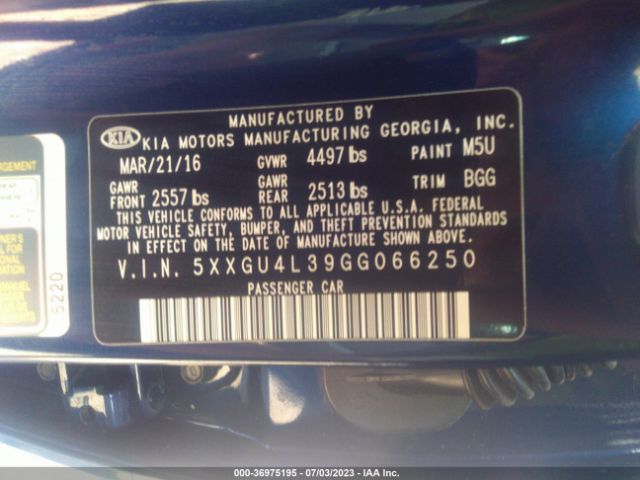 MANUFACTURED BY
KIA KIA MOTORS MANUFACTURING GEORGIA, INC.
MAR/21/16 GVWR 4497 lbs PAINT M5U
GAWR FRONT 2557 lbs GAWR REAR 2513 lbs TRIM BGG
THIS VEHICLE CONFORMS TO ALL APPLICABLE U.S.A. FEDERAL
MOTOR VEHICLE SAFETY, BUMPER, AND THEFT PREVENTION STANDARDS
IN EFFECT ON THE DATE OF MANUFACTURE SHOWN ABOVE.
V.I.N. 5XXGU4L39GG066250
PASSENGER CAR
5220
000-36975195 - 07/03/2023 - IAA Inc.